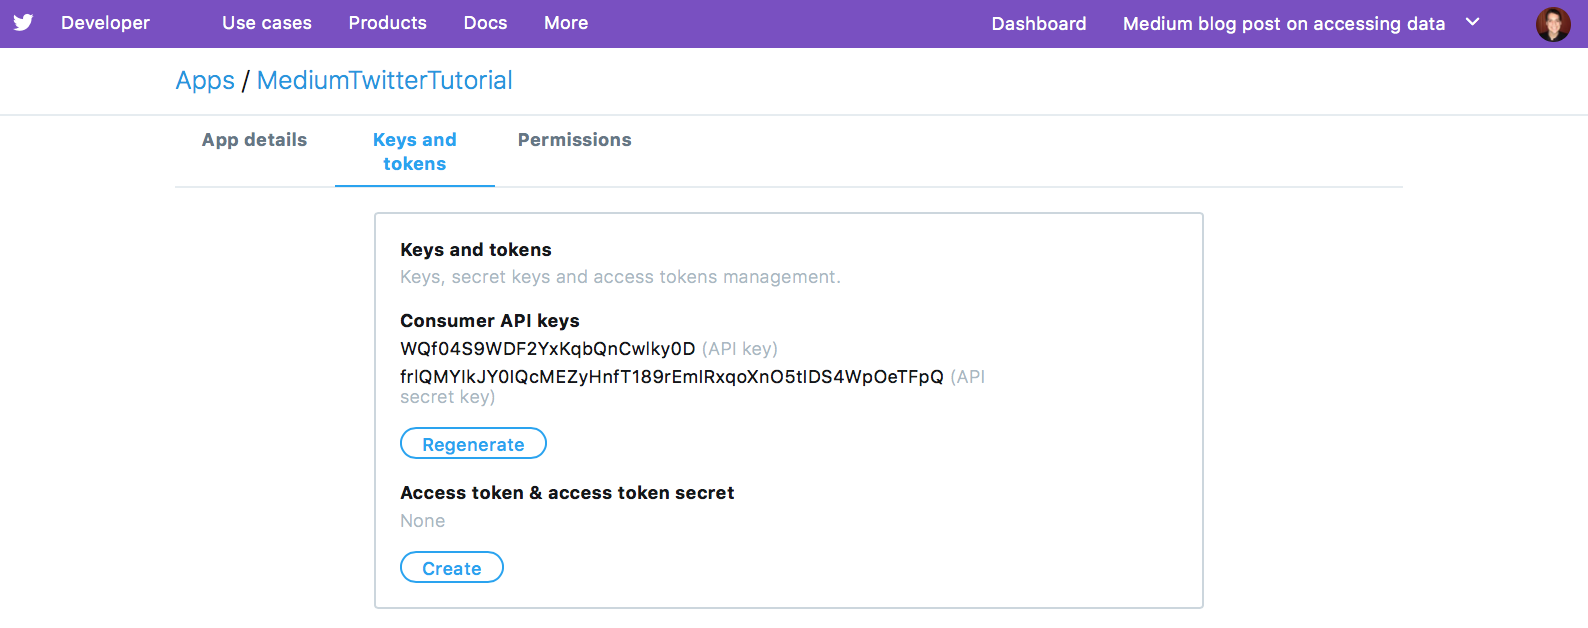 Developer Use cases Products Docs More Dashboard Medium blog post on accessing data
Apps / MediumTwitterTutorial
App details Keys and tokens Permissions
Keys and tokens
Keys, secret keys and access tokens management.
Consumer API keys
WQf04S9WDF2YxKqbQnCwlky0D (API key)
frlQMYlkJY0lQcMEZyHnfT189rEmlRxqoXnO5tlDS4WpOeTFpQ (API
secret key)
Regenerate
Access token & access token secret
None
Create